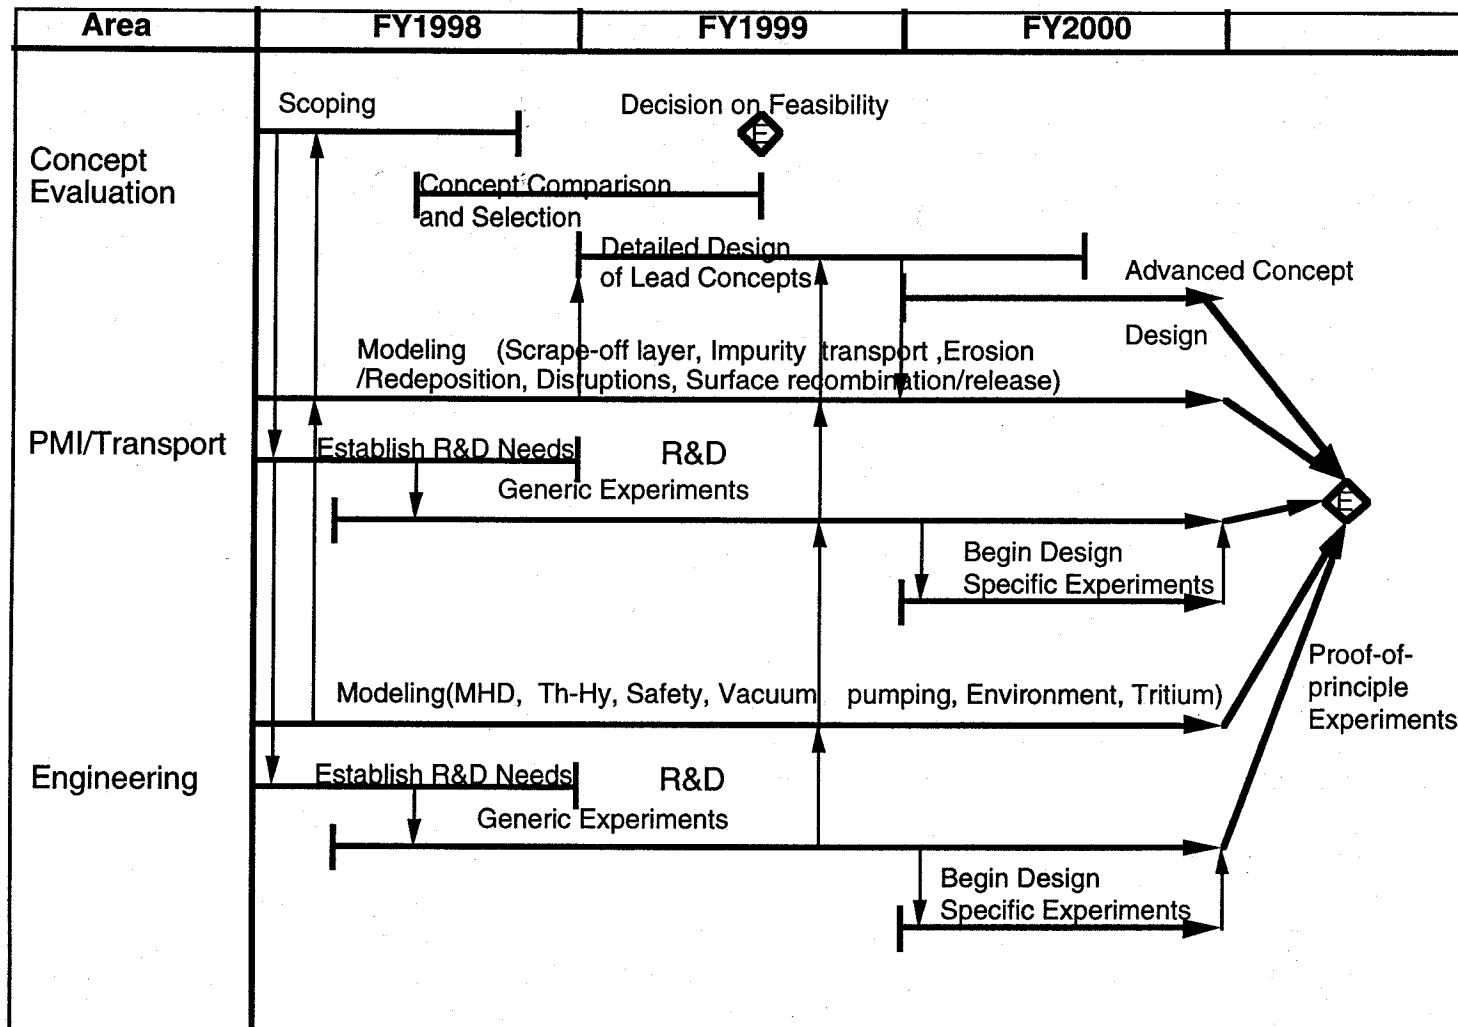 Area FY1998 FY1999 FY2000
Scoping
Decision on Feasibility
E
Concept
Evaluation
Concept Comparison
and Selection
Detailed Design
of Lead Concepts
Advanced Concept
Design
Modeling (Scrape-off layer, Impurity transport ,Erosion
/Redeposition, Disruptions, Surface recombination/release)
PMI/Transport
Establish R&D Needs
R&D
Generic Experiments
E
Begin Design
Specific Experiments
Proof-of-
principle
Experiments
Modeling(MHD, Th-Hy, Safety, Vacuum pumping, Environment, Tritium)
Engineering
Establish R&D Needs
R&D
Generic Experiments
Begin Design
Specific Experiments